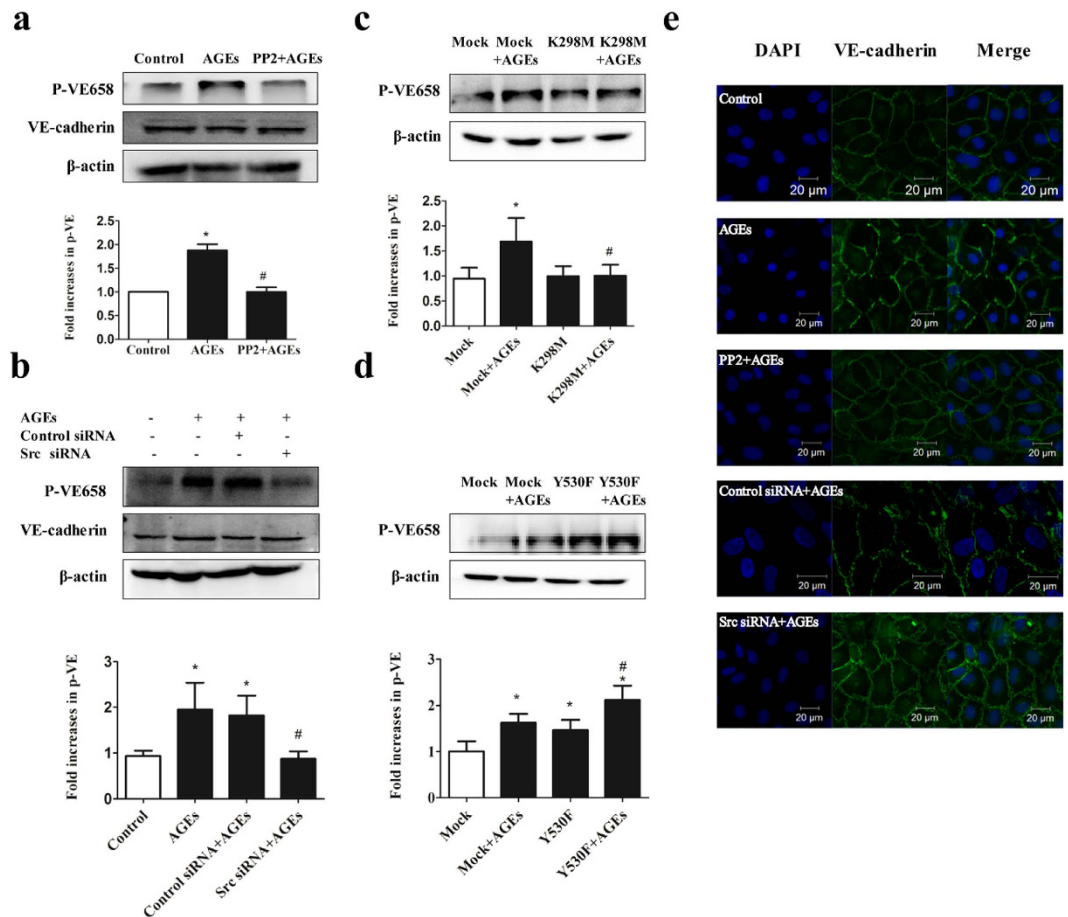 a
Control AGEs PP2+AGEs
P-VE658
VE-cadherin
β-actin
Fold increases in p-VE
2.5
2.0
1.5
1.0
0.5
0.0
*
#
Control AGEs PP2+AGEs
b
AGEs - + + +
Control siRNA - - + -
Src siRNA - - - +
P-VE658
VE-cadherin
β-actin
Fold increases in p-VE
3
2
1
0
*
*
#
Control
AGEs
Control siRNA+AGEs
Src siRNA+AGEs
c
Mock Mock K298M K298M
+AGEs +AGEs
P-VE658
β-actin
Fold increases in p-VE
2.5
2.0
1.5
1.0
0.5
0.0
*
#
Mock
Mock+AGEs
K298M
K298M+AGEs
d
Mock Mock Y530F Y530F
+AGEs +AGEs
P-VE658
β-actin
Fold increases in p-VE
3
2
1
0
*
*
#
*
Mock
Mock+AGEs
Y530F
Y530F+AGEs
e
DAPI VE-cadherin Merge
Control
20 µm 20 µm 20 µm
AGEs
20 µm 20 µm 20 µm
PP2+AGEs
20 µm 20 µm 20 µm
Control siRNA+AGEs
20 µm 20 µm 20 µm
Src siRNA+AGEs
20 µm 20 µm 20 µm